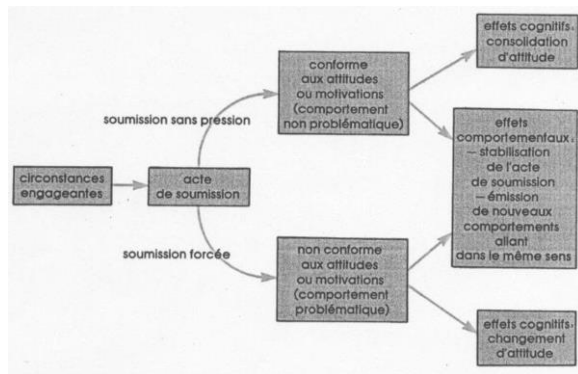 circonstances
engageantes
acte
de soumission
soumission sans pression
soumission forcée
conforme
aux attitudes
ou motivations
(comportement
non problématique)
non conforme
aux attitudes
ou motivations
(comportement
problématique)
effets cognitifs:
consolidation
d'attitude
effets
comportementaux:
— stabilisation
de l'acte
de soumission
— émission
de nouveaux
comportements
allant
dans le même sens
effets cognitifs:
changement
d'attitude